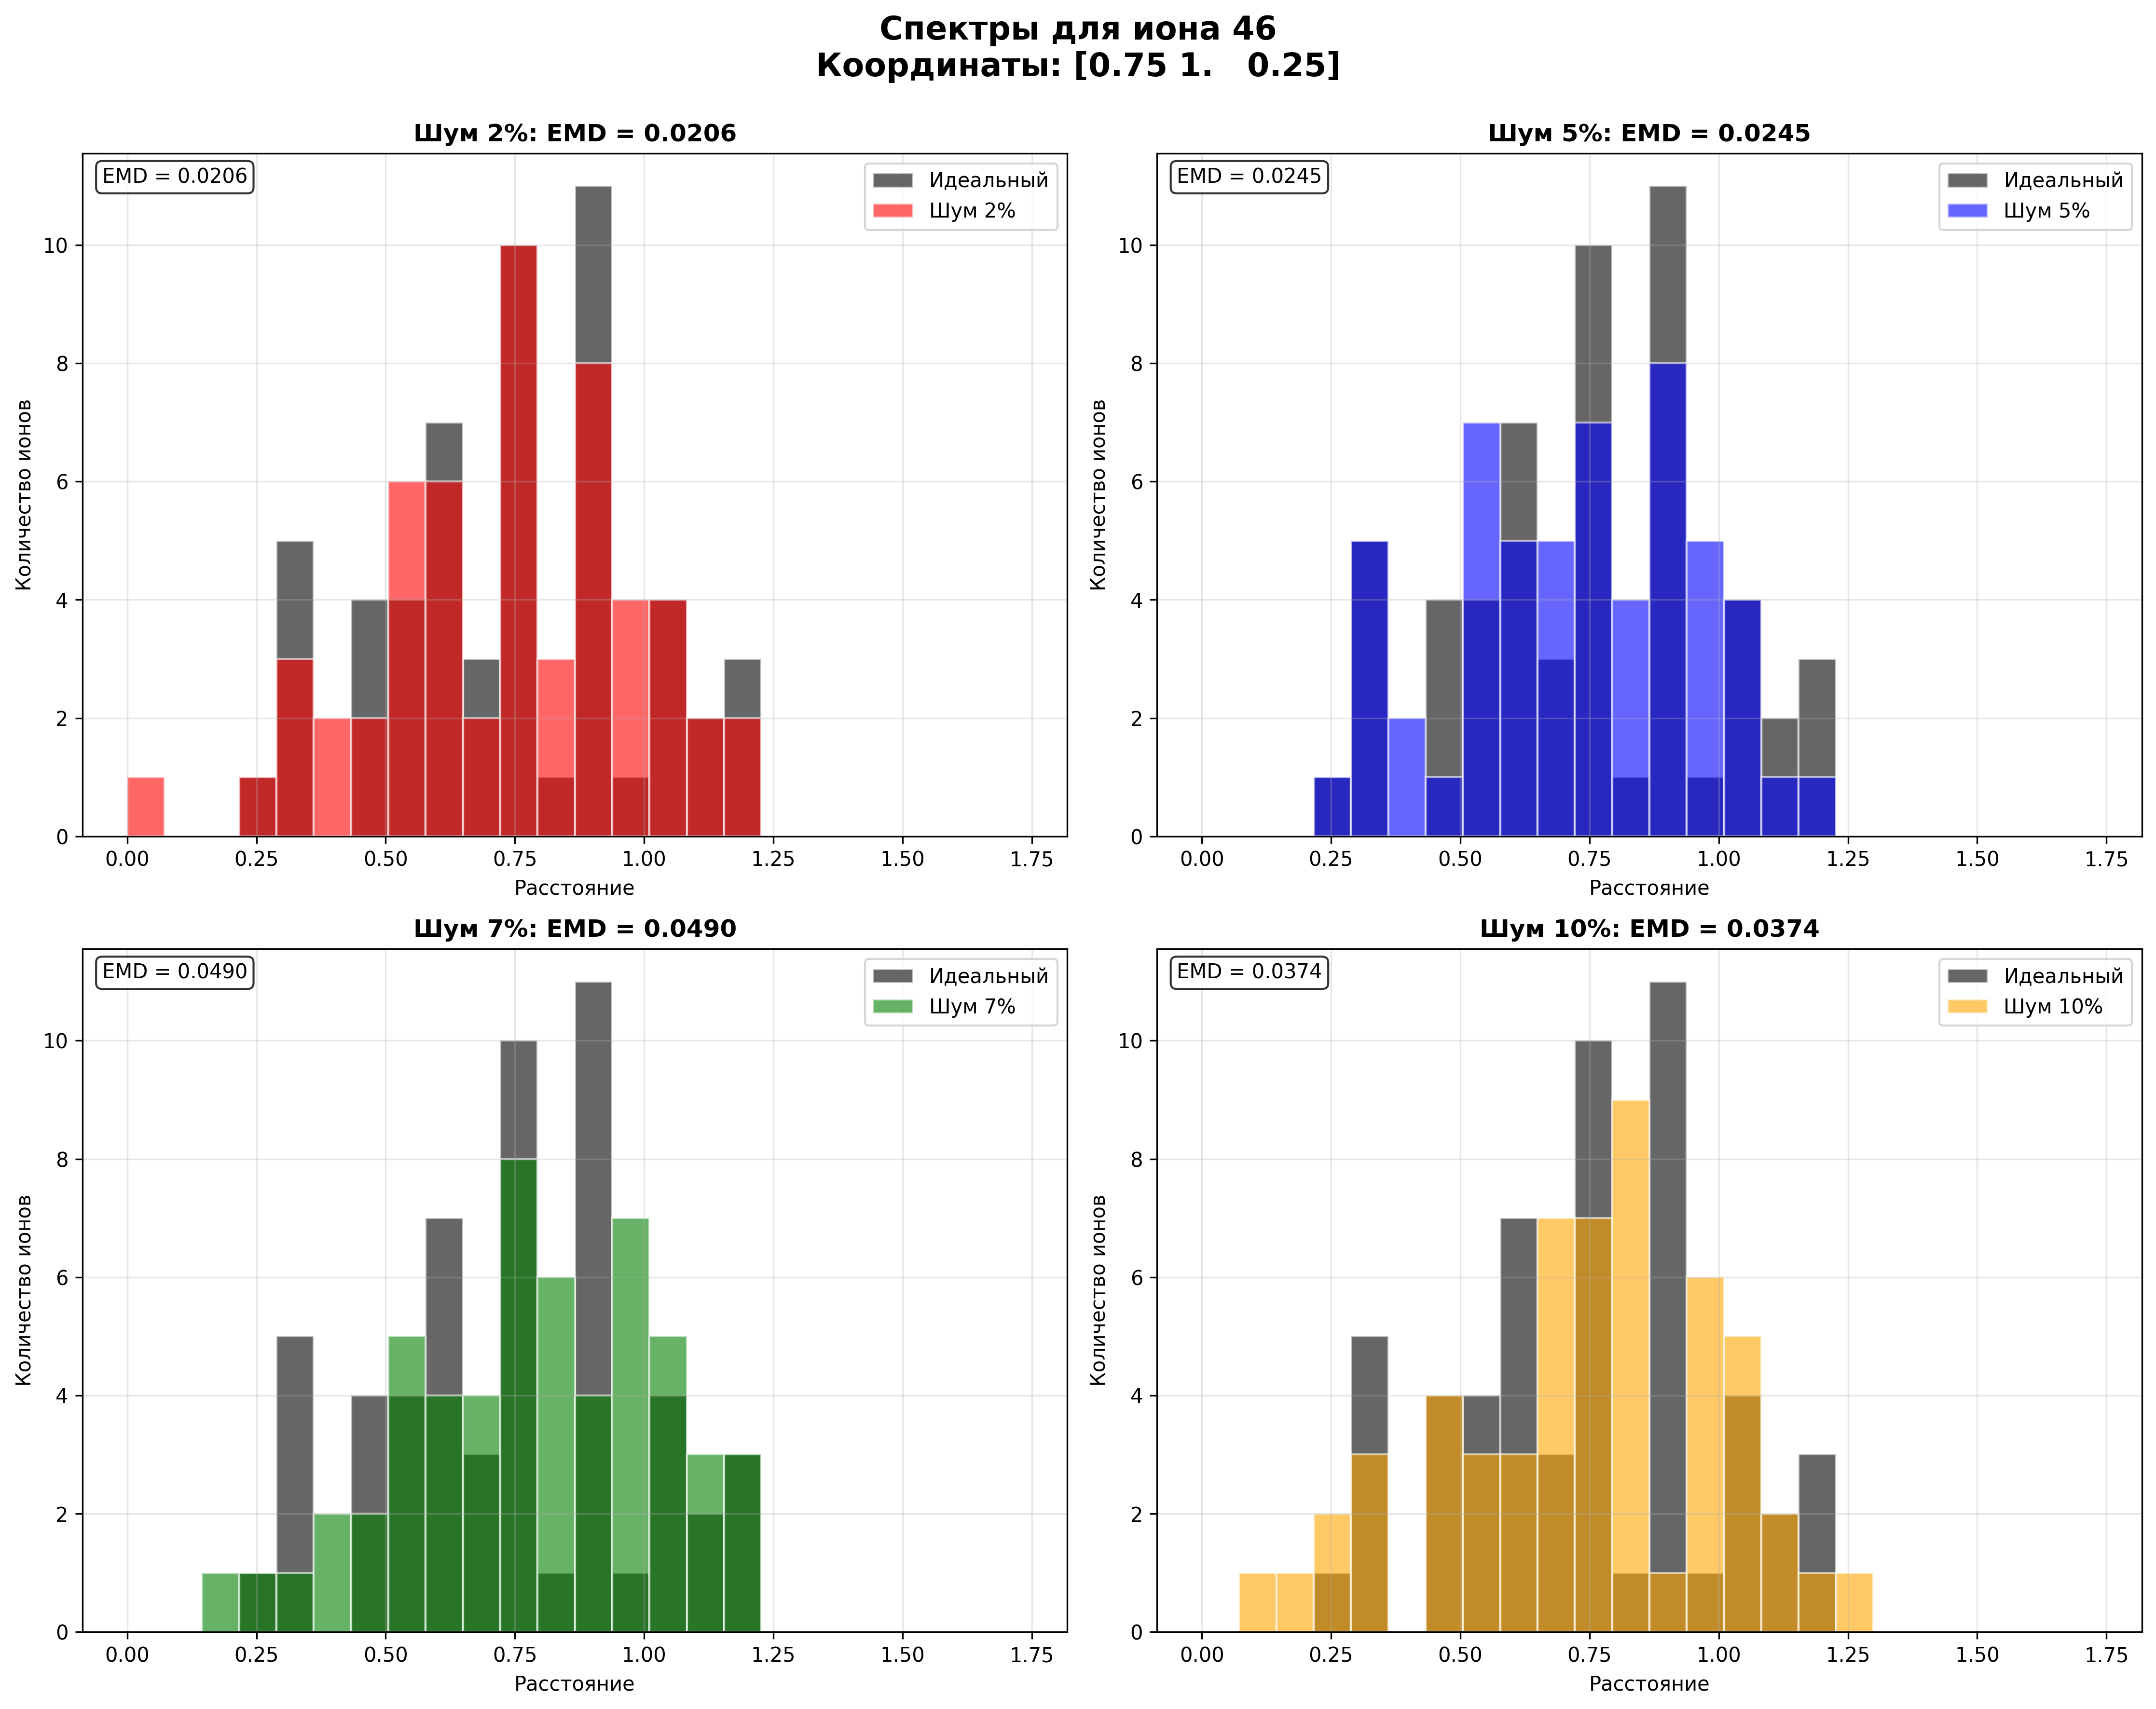 Спектры для иона 46
Координаты: [0.75 1.   0.25]
Шум 2%: EMD = 0.0206
EMD = 0.0206
Идеальный
Шум 2%
Количество ионов
10
8
6
4
2
0
0.00 0.25 0.50 0.75 1.00 1.25 1.50 1.75
Расстояние
Шум 5%: EMD = 0.0245
EMD = 0.0245
Идеальный
Шум 5%
Количество ионов
10
8
6
4
2
0
0.00 0.25 0.50 0.75 1.00 1.25 1.50 1.75
Расстояние
Шум 7%: EMD = 0.0490
EMD = 0.0490
Идеальный
Шум 7%
Количество ионов
10
8
6
4
2
0
0.00 0.25 0.50 0.75 1.00 1.25 1.50 1.75
Расстояние
Шум 10%: EMD = 0.0374
EMD = 0.0374
Идеальный
Шум 10%
Количество ионов
10
8
6
4
2
0
0.00 0.25 0.50 0.75 1.00 1.25 1.50 1.75
Расстояние